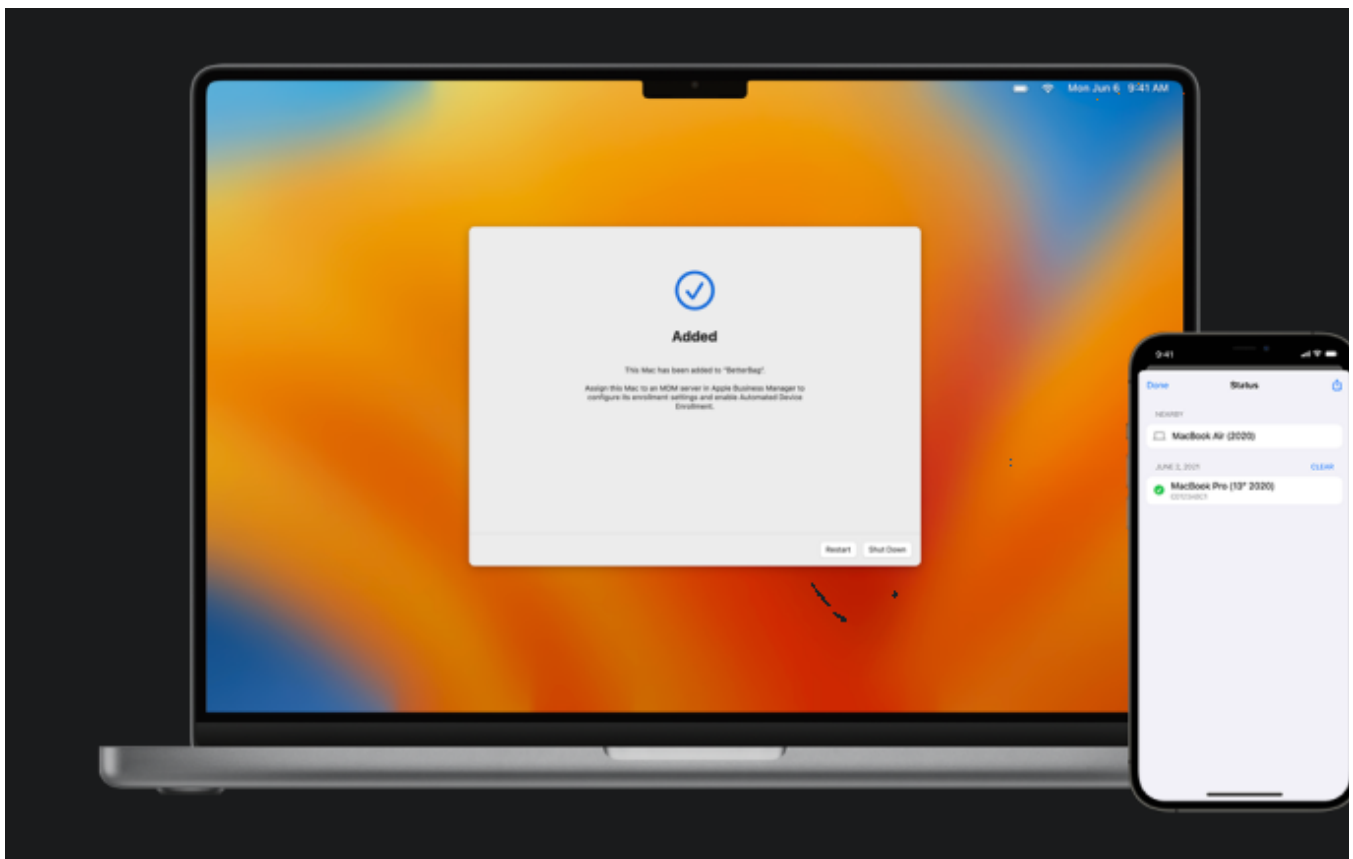 Mon Jun 6 9:41 AM
Added
This Mac has been added to "BetterBag".
Assign this Mac to an MDM server in Apple Business Manager to
configure its enrollment settings and enable Automated Device
Enrollment.
Restart
Shut Down
9:41
Done
Status
NEARBY
MacBook Air (2020)
JUNE 2, 2021
CLEAR
MacBook Pro (13" 2020)